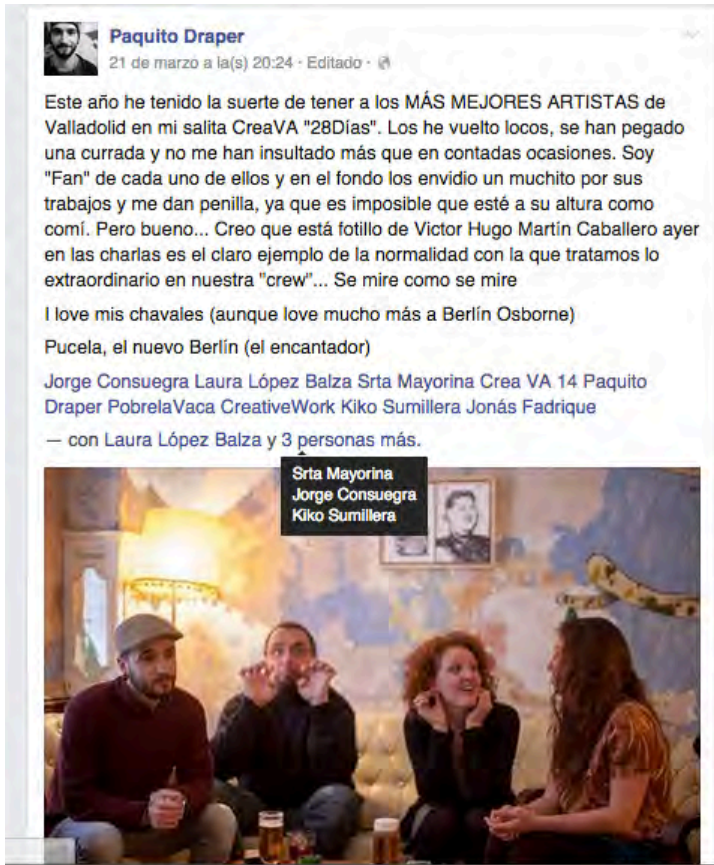 Paquito Draper
21 de marzo a la(s) 20:24 · Editado ·
Este año he tenido la suerte de tener a los MÁS MEJORES ARTISTAS de
Valladolid en mi salita CreaVA "28Días". Los he vuelto locos, se han pegado
una currada y no me han insultado más que en contadas ocasiones. Soy
"Fan" de cada uno de ellos y en el fondo los envidio un muchito por sus
trabajos y me dan penilla, ya que es imposible que esté a su altura como
comí. Pero bueno... Creo que está fotillo de Victor Hugo Martín Caballero ayer
en las charlas es el claro ejemplo de la normalidad con la que tratamos lo
extraordinario en nuestra "crew"... Se mire como se mire
I love mis chavales (aunque love mucho más a Berlín Osborne)
Pucela, el nuevo Berlín (el encantador)
Jorge Consuegra Laura López Balza Srta Mayorina Crea VA 14 Paquito
Draper PobrelaVaca CreativeWork Kiko Sumillera Jonás Fadrique
— con Laura López Balza y 3 personas más.
Srta Mayorina
Jorge Consuegra
Kiko Sumillera